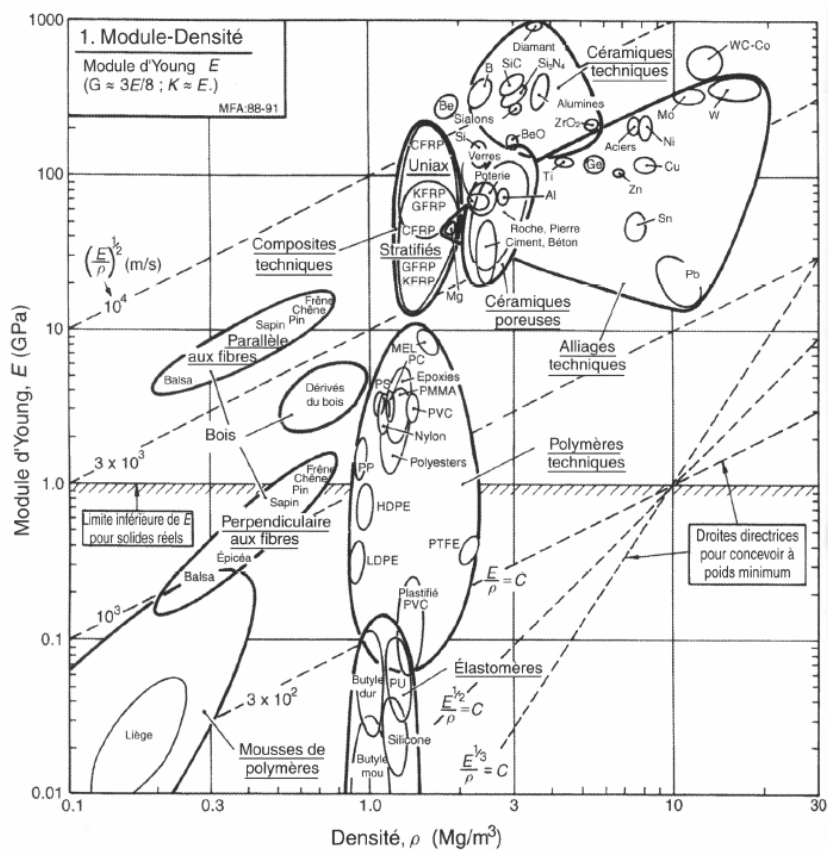 1. Module-Densité
Module d'Young E
(G ≈ 3E/8 ; K ≈ E.)
MFA:88-91
1000
100
10
1.0
0.1
0.01
Module d'Young, E (GPa)
0.1
0.3
1.0
3
10
30
Densité, ρ (Mg/m³)
Diamant
B
SiC
Si₃N₄
Céramiques
techniques
WC-Co
Be
Sialons
Alumines
ZrO₂
Mo
W
Si
BeO
Aciers
Ni
CFRP
Verres
Uniax
Poterie
Ti
Ge
Cu
Zn
KFRP
GFRP
Al
Roche, Pierre
Ciment, Béton
Sn
CFRP
Stratifiés
GFRP
KFRP
Mg
Pb
Composites
techniques
Céramiques
poreuses
Alliages
techniques
(E/ρ)^½ (m/s)
10⁴
Frêne
Chêne
Pin
Sapin
Parallèle
aux fibres
Balsa
Dérivés
du bois
Bois
MEL
PC
Epoxies
PS
PMMA
PVC
Nylon
Polyesters
PP
Polymères
techniques
3 x 10³
Frêne
Chêne
Pin
Sapin
Limite inférieure de E
pour solides réels
Perpendiculaire
aux fibres
Épicéa
Balsa
HDPE
LDPE
PTFE
Droites directrices
pour concevoir à
poids minimum
E/ρ = C
Plastifié
PVC
10³
3 x 10²
Butyle
dur
PU
Élastomères
E^½/ρ = C
Liège
Mousses de
polymères
Silicone
Butyle
mou
E^⅓/ρ = C